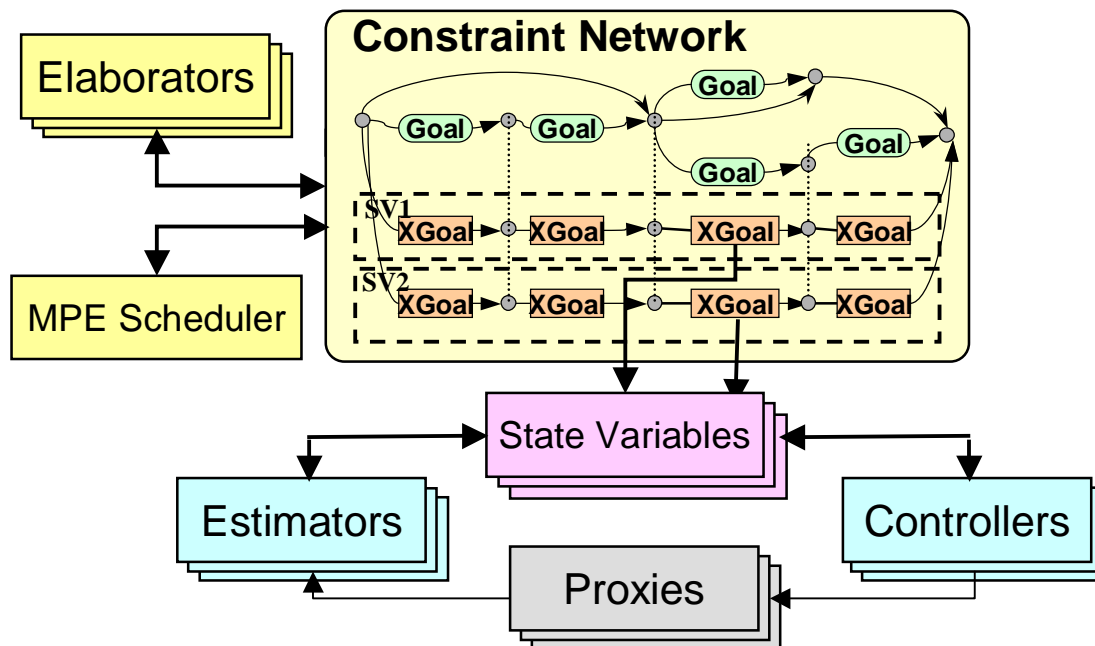 Constraint Network
Elaborators
Goal
Goal Goal
Goal
Goal
SV1
XGoal XGoal XGoal XGoal
SV2
XGoal XGoal XGoal XGoal
MPE Scheduler
State Variables
Estimators
Controllers
Proxies